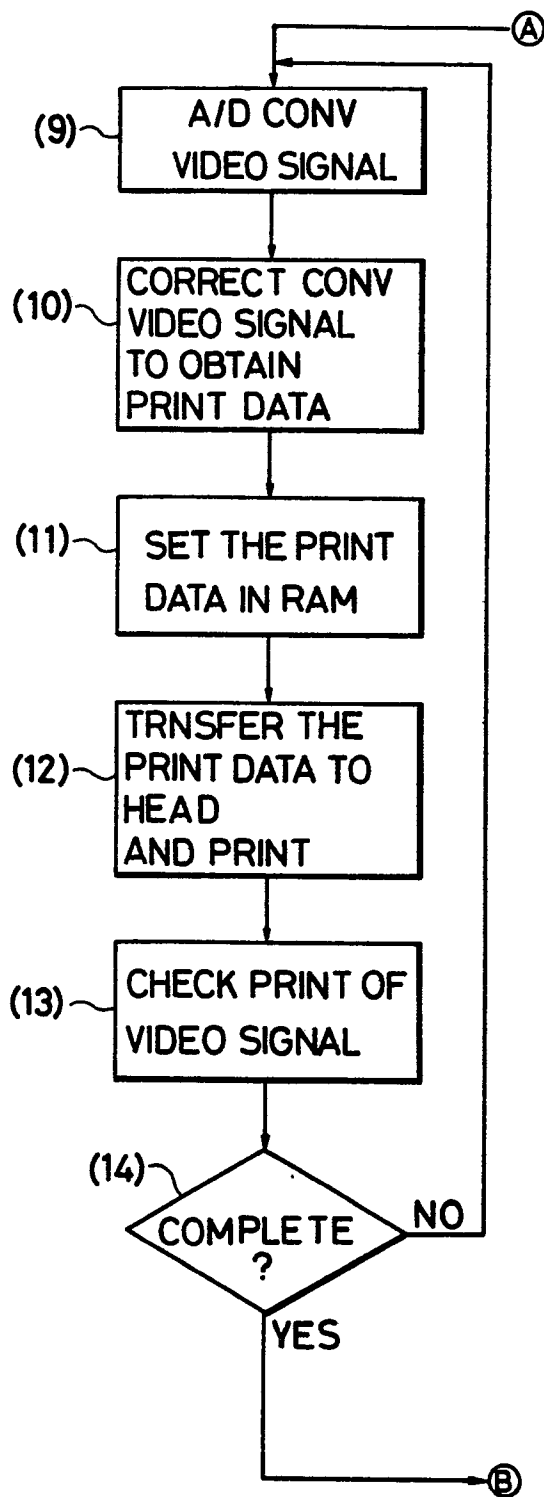 A
(9)
A/D CONV
VIDEO SIGNAL
(10)
CORRECT CONV
VIDEO SIGNAL
TO OBTAIN
PRINT DATA
(11)
SET THE PRINT
DATA IN RAM
(12)
TRNSFER THE
PRINT DATA TO
HEAD
AND PRINT
(13)
CHECK PRINT OF
VIDEO SIGNAL
(14)
COMPLETE
?
NO
YES
B